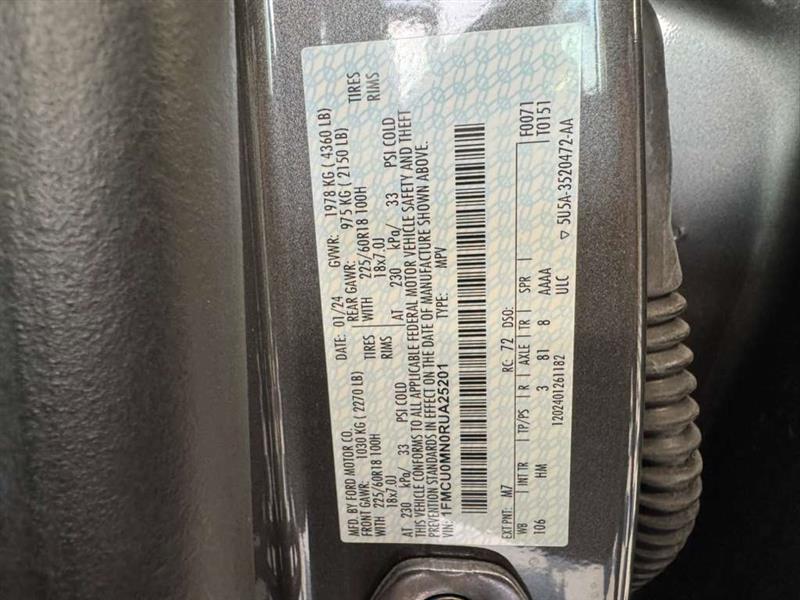 MFD. BY FORD MOTOR CO. DATE: 01/24 GVWR: 1978 KG ( 4360 LB)
FRONT GAWR: 1030 KG ( 2270 LB) REAR GAWR: 975 KG ( 2150 LB)
WITH 225/60R18 100H TIRES WITH 225/60R18 100H TIRES
18x7.0J RIMS 18x7.0J RIMS
AT 230 kPa/ 33 PSI COLD AT 230 kPa/ 33 PSI COLD
THIS VEHICLE CONFORMS TO ALL APPLICABLE FEDERAL MOTOR VEHICLE SAFETY AND THEFT
PREVENTION STANDARDS IN EFFECT ON THE DATE OF MANUFACTURE SHOWN ABOVE.
VIN: 1FMCU0MN0RUA25201 TYPE: MPV
EXT PNT: M7 RC: 72 DSO: F0071
WB INT TR TP/PS R AXLE TR SPR T0151
106 HM 3 81 8 AAAA
1202401261182 ULC
▽ 5U5A-3520472-AA